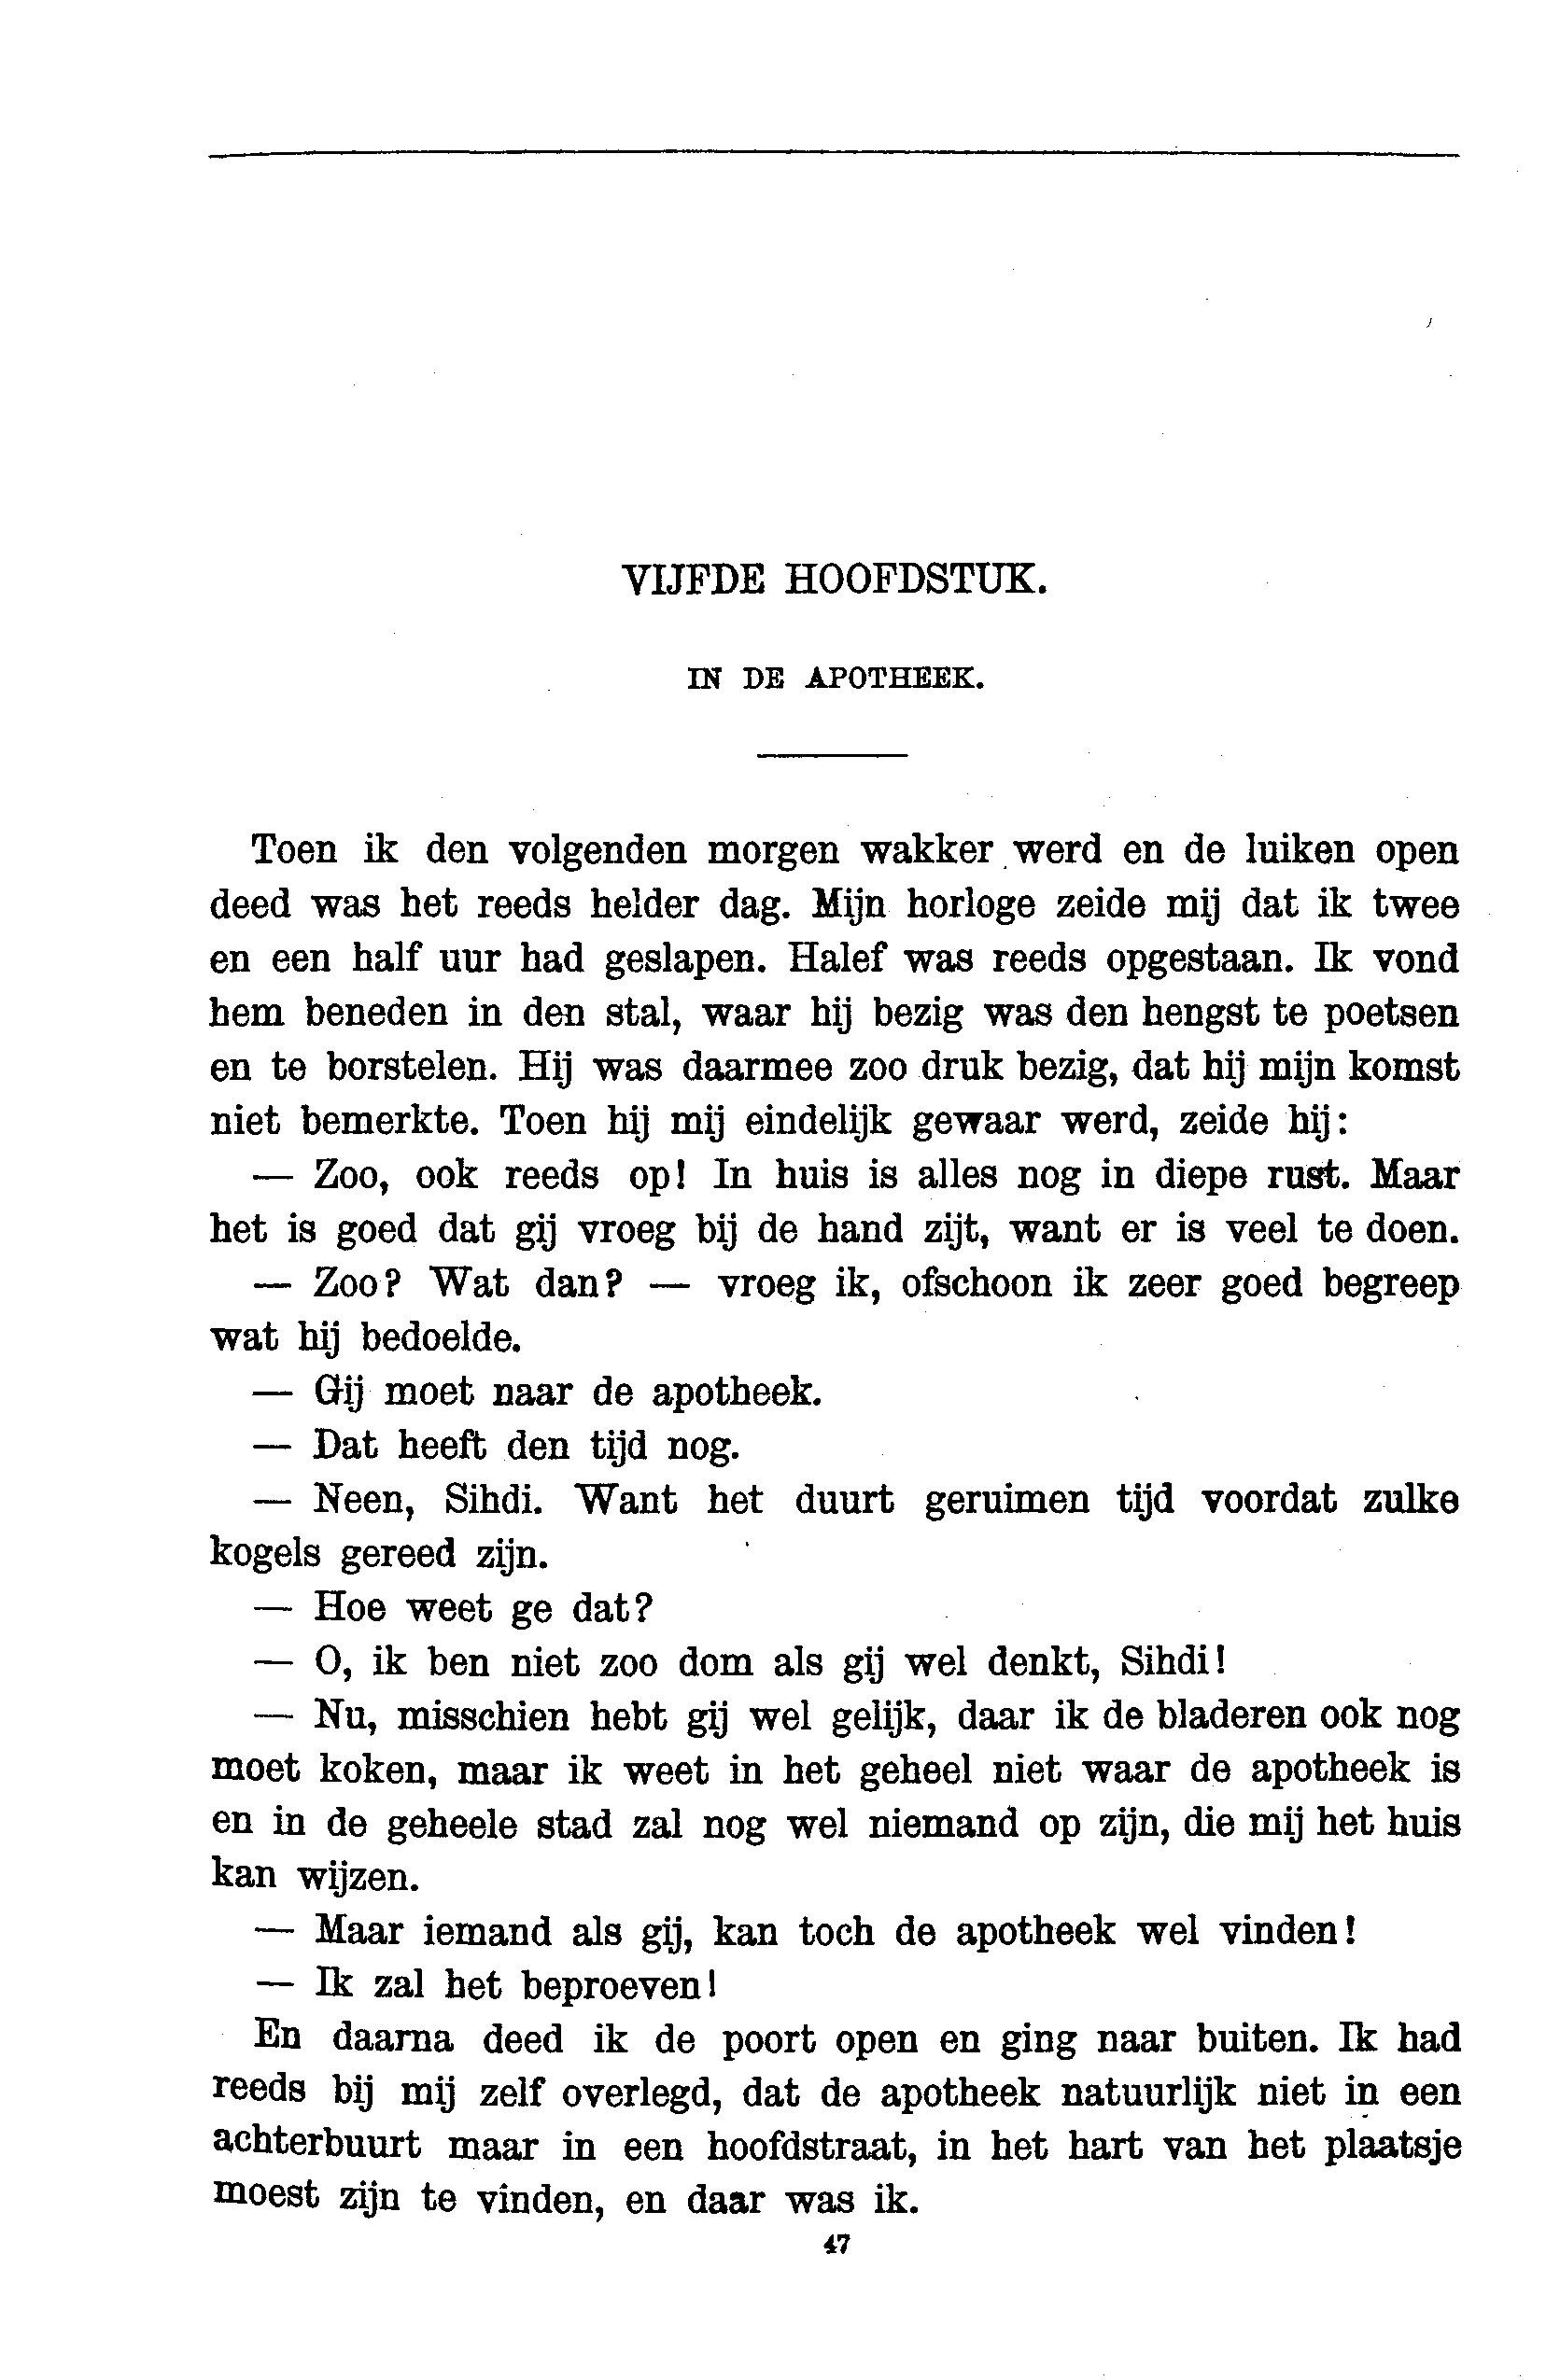 VIJFDE HOOFDSTUK.
IN DE APOTHEEK.
Toen ik den volgenden morgen wakker werd en de luiken open
deed was het reeds helder dag. Mijn horloge zeide mij dat ik twee
en een half uur had geslapen. Halef was reeds opgestaan. Ik vond
hem beneden in den stal, waar hij bezig was den hengst te poetsen
en te borstelen. Hij was daarmee zoo druk bezig, dat hij mijn komst
niet bemerkte. Toen hij mij eindelijk gewaar werd, zeide hij:
— Zoo, ook reeds op! In huis is alles nog in diepe rust. Maar
het is goed dat gij vroeg bij de hand zijt, want er is veel te doen.
— Zoo? Wat dan? — vroeg ik, ofschoon ik zeer goed begreep
wat hij bedoelde.
— Gij moet naar de apotheek.
— Dat heeft den tijd nog.
— Neen, Sihdi. Want het duurt geruimen tijd voordat zulke
kogels gereed zijn.
— Hoe weet ge dat?
— O, ik ben niet zoo dom als gij wel denkt, Sihdi!
— Nu, misschien hebt gij wel gelijk, daar ik de bladeren ook nog
moet koken, maar ik weet in het geheel niet waar de apotheek is
en in de geheele stad zal nog wel niemand op zijn, die mij het huis
kan wijzen.
— Maar iemand als gij, kan toch de apotheek wel vinden!
— Ik zal het beproeven!
En daarna deed ik de poort open en ging naar buiten. Ik had
reeds bij mij zelf overlegd, dat de apotheek natuurlijk niet in een
achterbuurt maar in een hoofdstraat, in het hart van het plaatsje
moest zijn te vinden, en daar was ik.
47